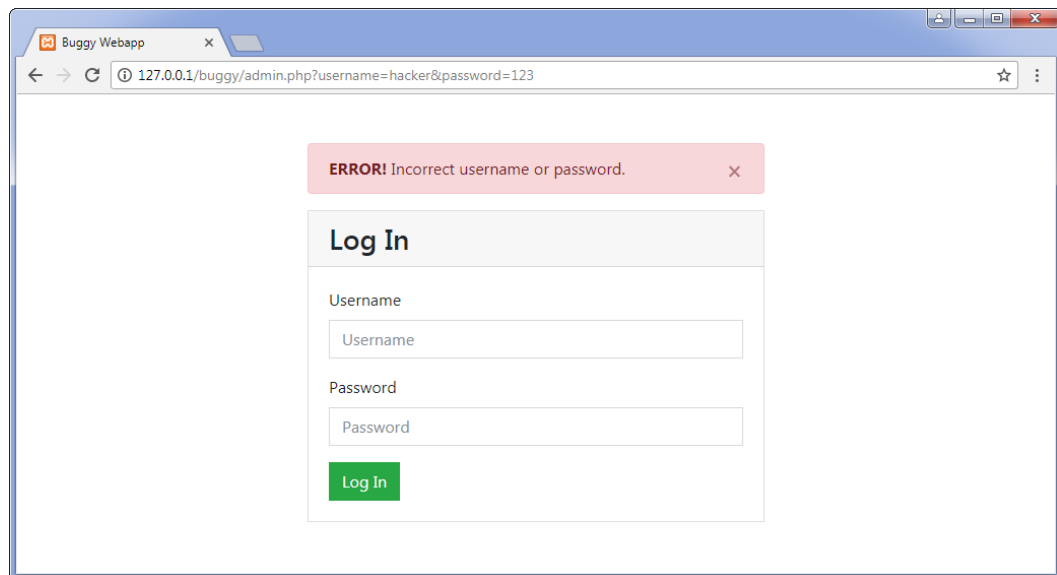 Buggy Webapp
127.0.0.1/buggy/admin.php?username=hacker&password=123
ERROR! Incorrect username or password.
Log In
Username
Username
Password
Password
Log In